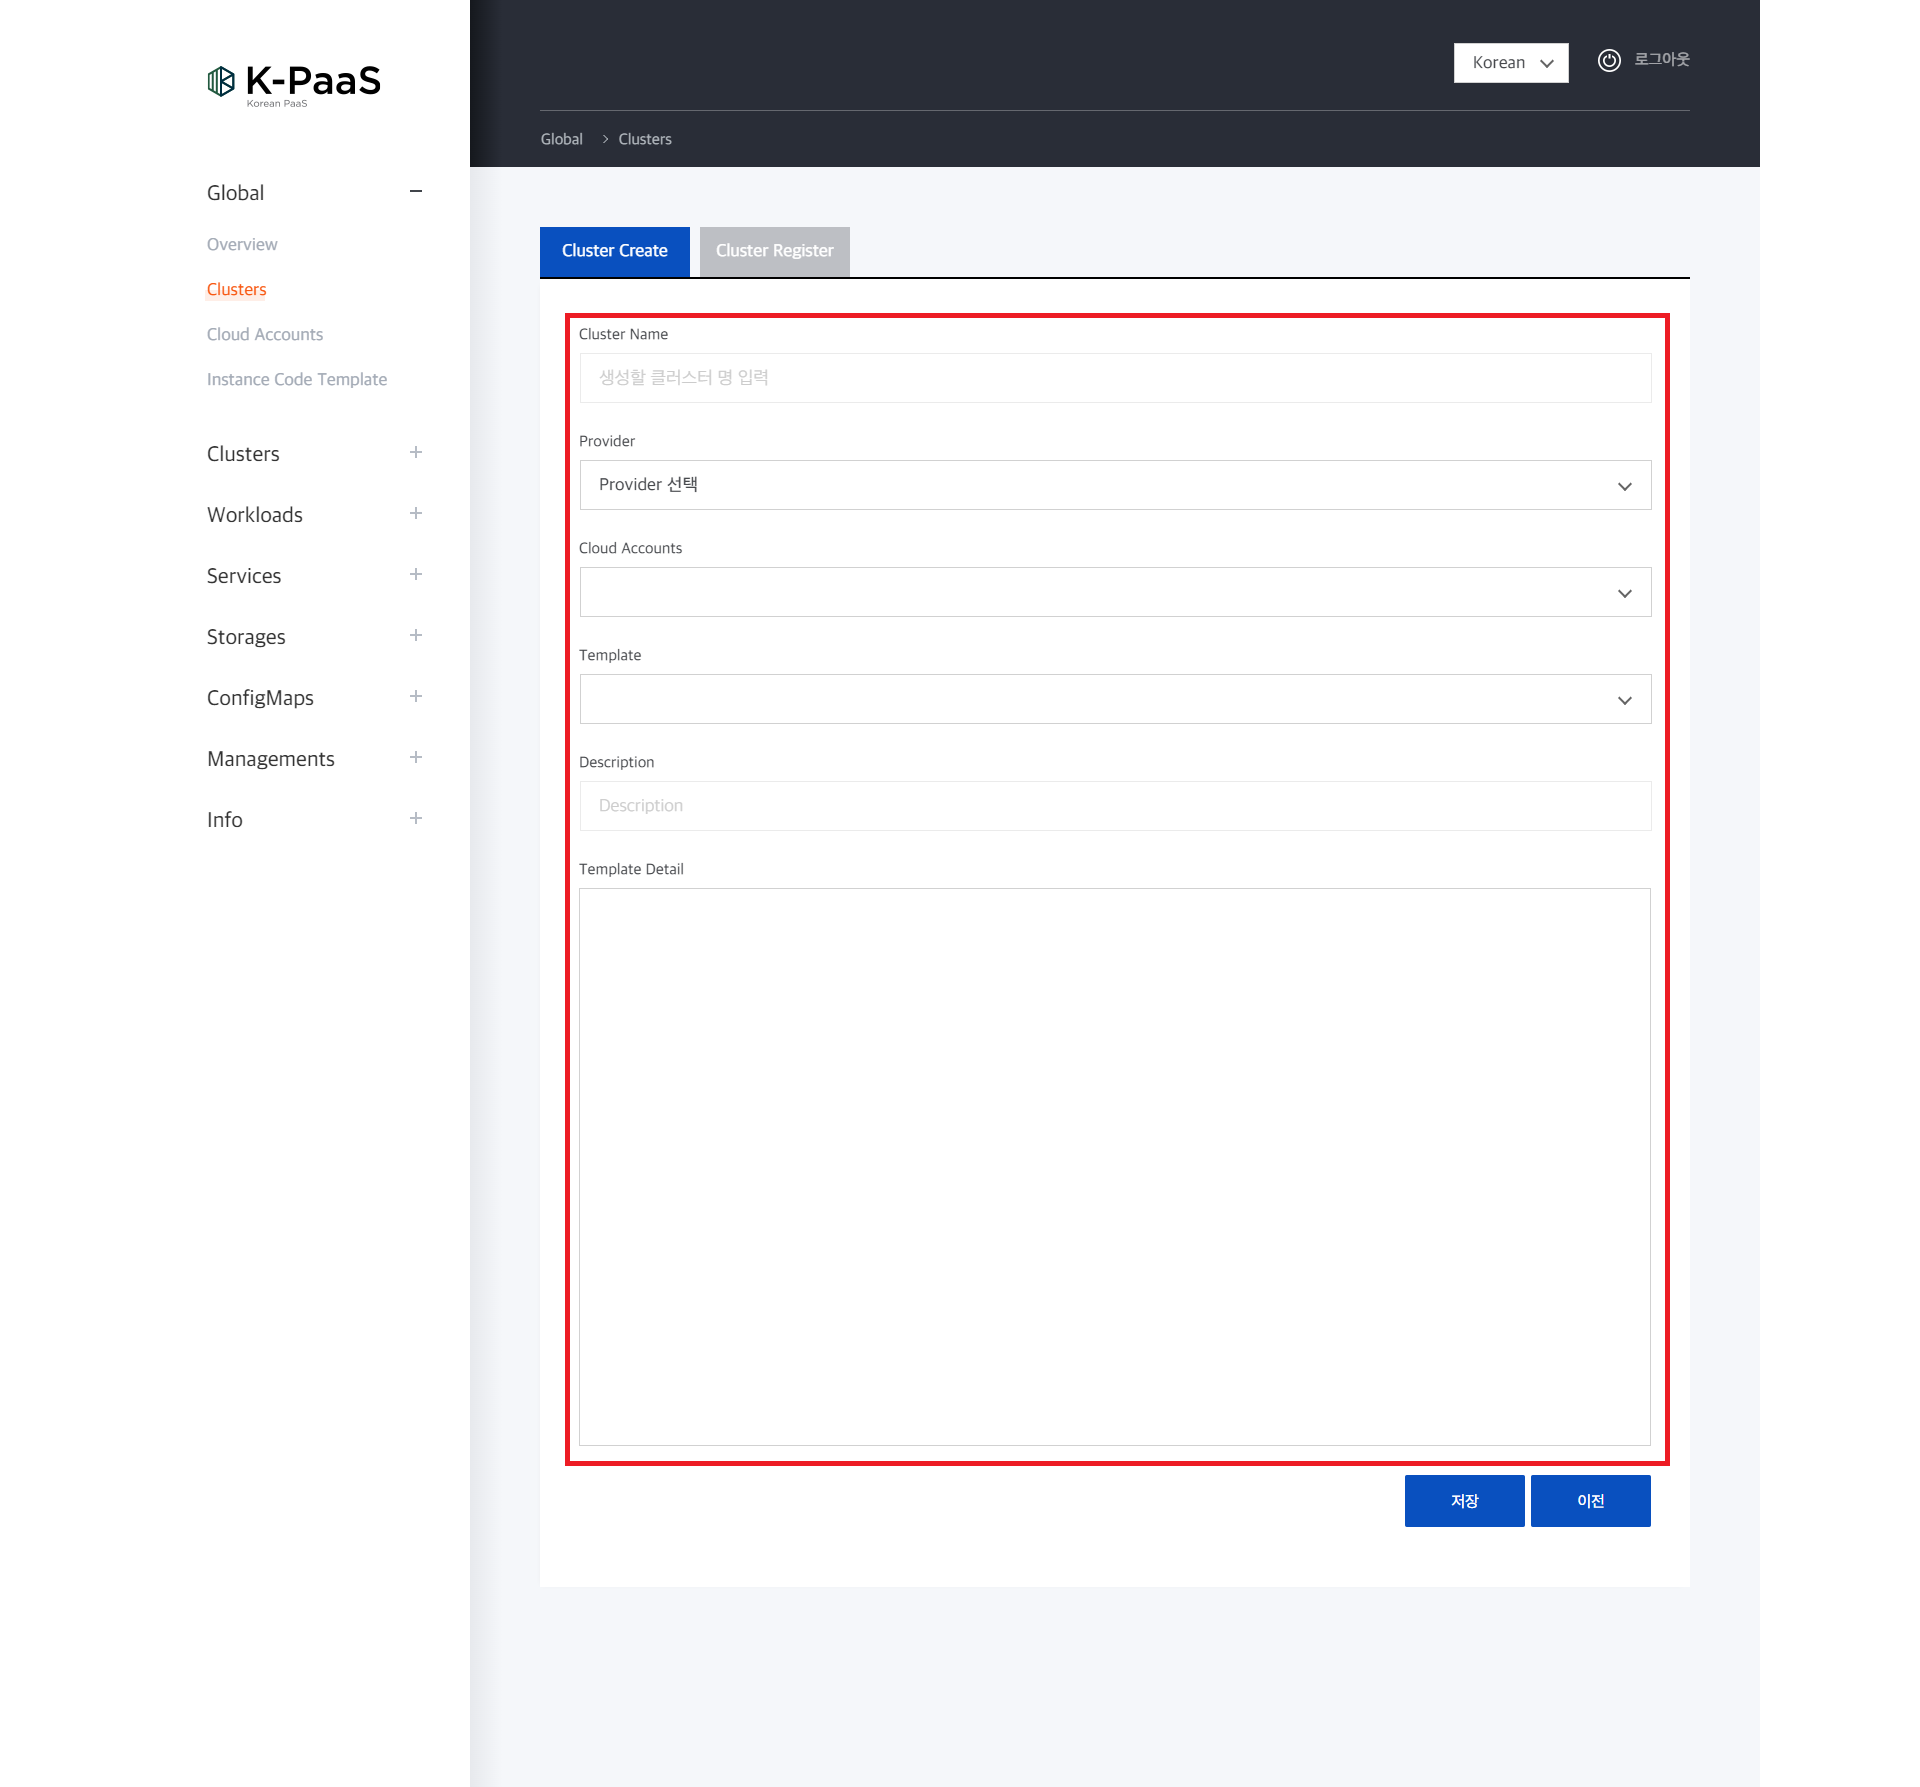 K-PaaS
Korean PaaS
Korean
로그아웃
Global
Clusters
Global
Overview
Clusters
Cloud Accounts
Instance Code Template
Clusters
Workloads
Services
Storages
ConfigMaps
Managements
Info
Cluster Create
Cluster Register
Cluster Name
생성할 클러스터 명 입력
Provider
Provider 선택
Cloud Accounts
Template
Description
Description
Template Detail
저장
이전